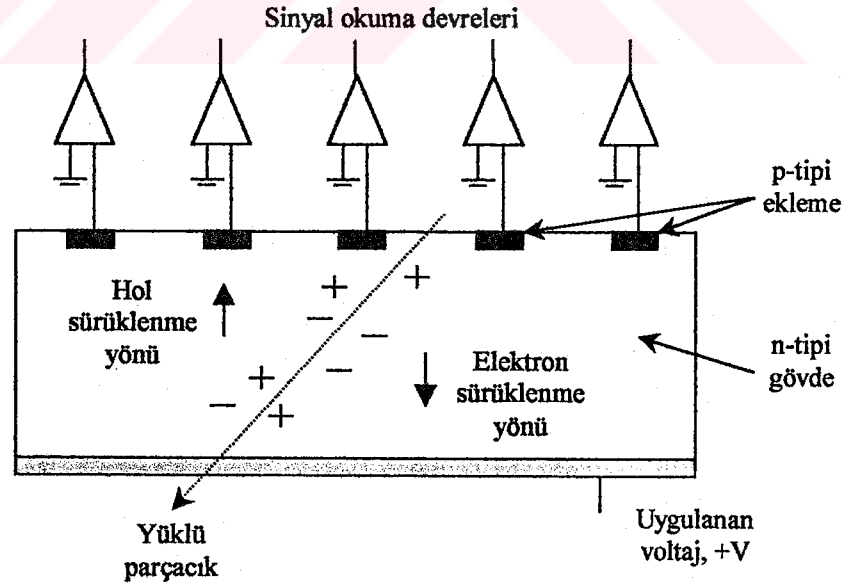 Sinyal okuma devreleri
p-tipi
ekleme
Hol
sürüklenme
yönü
+
+
−
−
−
+
−
+
Elektron
sürüklenme
yönü
n-tipi
gövde
Yüklü
parçacık
Uygulanan
voltaj, +V